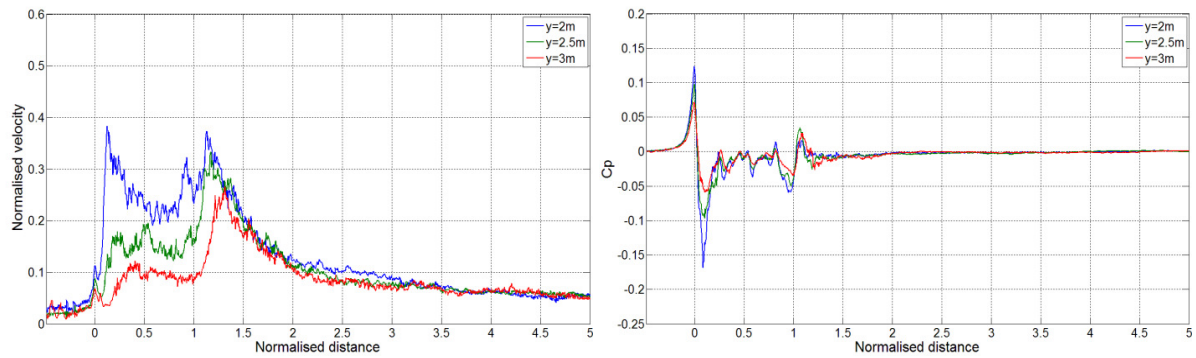 0.6
0.5
0.4
0.3
0.2
0.1
0
Normalised velocity
0 0.5 1 1.5 2 2.5 3 3.5 4 4.5 5
Normalised distance
y=2m
y=2.5m
y=3m
0.2
0.15
0.1
0.05
0
-0.05
-0.1
-0.15
-0.2
-0.25
Cp
0 0.5 1 1.5 2 2.5 3 3.5 4 4.5 5
Normalised distance
y=2m
y=2.5m
y=3m